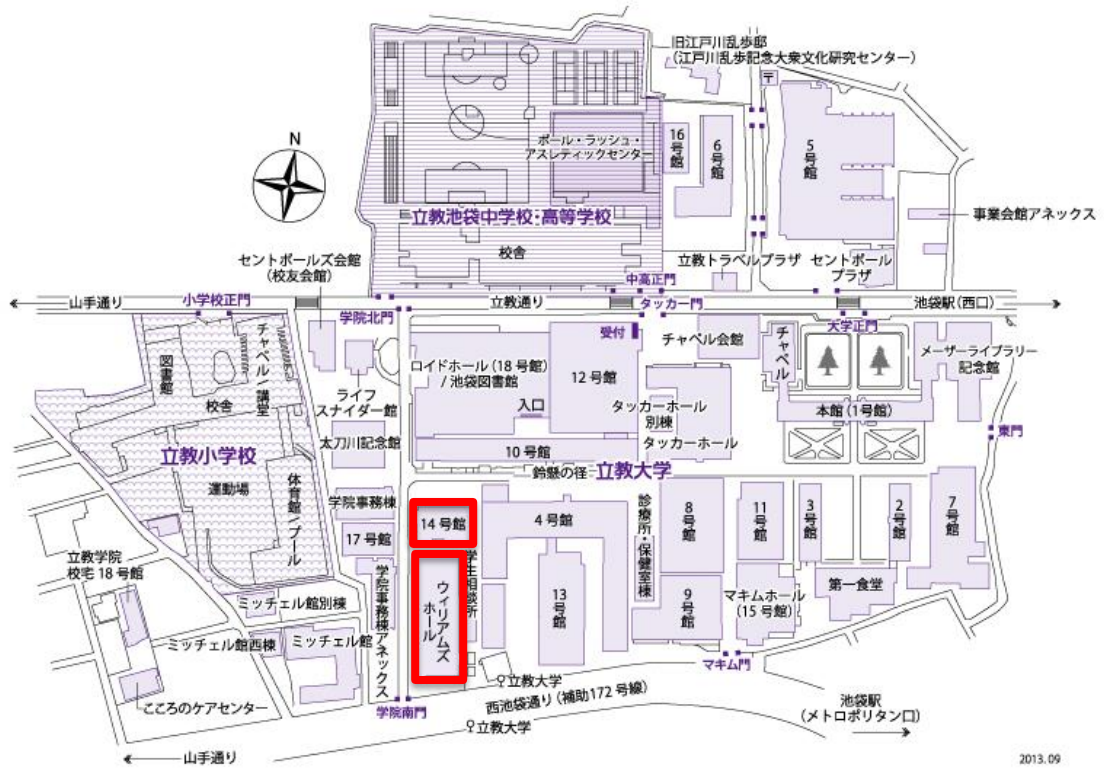 旧江戸川乱歩邸
（江戸川乱歩記念大衆文化研究センター）
〒
N
ポール・ラッシュ・
アスレティックセンター
16号館
6号館
5号館
立教池袋中学校・高等学校
校舎
事業会館アネックス
セントポールズ会館
（校友会館）
立教トラベルプラザ
セントポール
プラザ
中高正門
山手通り
小学校正門
立教通り
タッカー門
池袋駅（西口）
学院北門
大学正門
受付
チャペル会館
チャペル
メーザーライブラリー
記念館
図書館
チャペル/講堂
校舎
ライフ
スナイダー館
ロイドホール（18号館）
/ 池袋図書館
12号館
入口
タッカーホール
別棟
本館（1号館）
太刀川記念館
10号館
タッカーホール
東門
立教小学校
鈴懸の径
立教大学
運動場
体育館/プール
学院事務棟
14号館
4号館
診療所・保健室棟
8号館
11号館
3号館
2号館
7号館
17号館
立教学院
校宅18号館
学生相談所
学院事務棟アネックス
ウィリアムズ
ホール
13号館
9号館
マキムホール
（15号館）
第一食堂
ミッチェル館別棟
ミッチェル館西棟
ミッチェル館
マキム門
立教大学
西池袋通り（補助172号線）
こころのケアセンター
学院南門
立教大学
池袋駅
（メトロポリタン口）
山手通り
2013.09